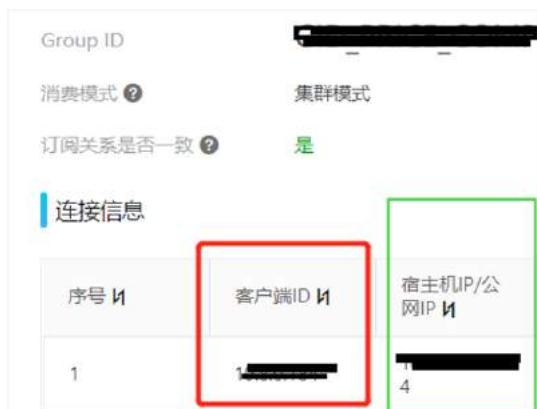 Group ID
消费模式 ?
集群模式
订阅关系是否一致 ?
是
连接信息
序号
客户端ID
宿主机IP/公
网IP
1
4